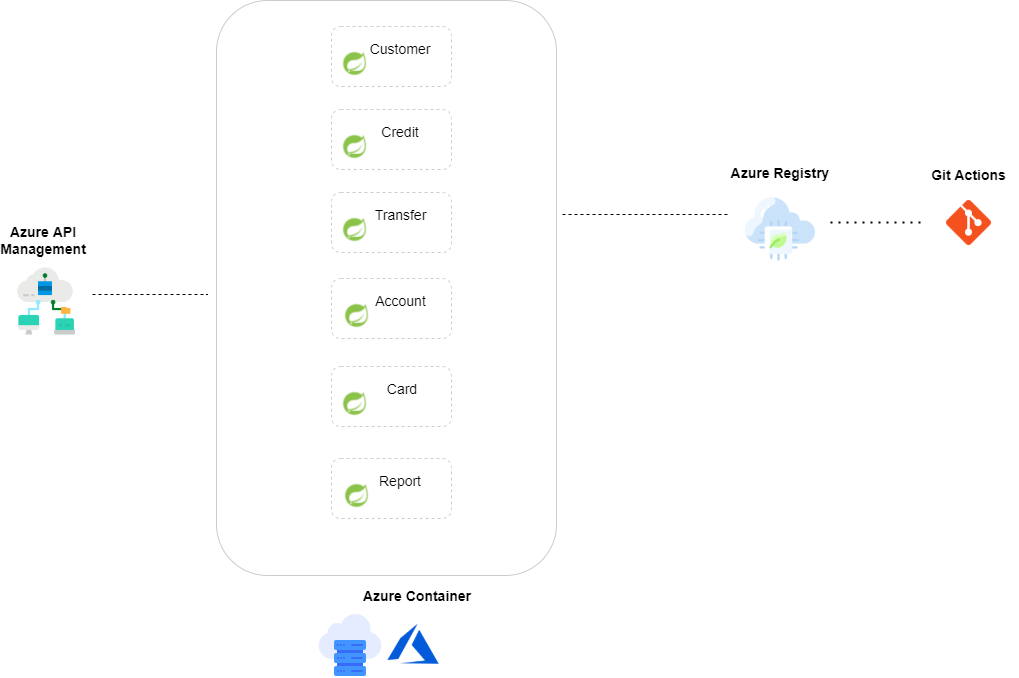 Customer
Credit
Transfer
Account
Card
Report
Azure API
Management
Azure Registry
Git Actions
Azure Container